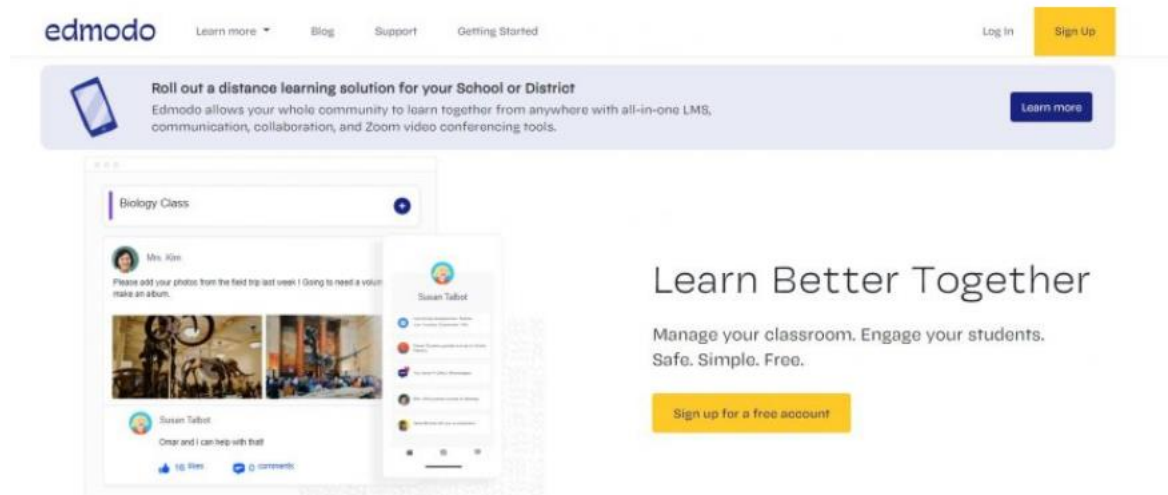 edmodo
Learn more
Blog
Support
Getting Started
Log In
Sign Up
Roll out a distance learning solution for your School or District
Edmodo allows your whole community to learn together from anywhere with all-in-one LMS,
communication, collaboration, and Zoom video conferencing tools.
Learn more
Biology Class
Mrs. Kim
Please add your photos from the field trip last week ! Going to need a volun
make an album.
Susan Talbot
Omar and I can help with that!
16 likes
0 comments
Susan Talbot
Learn Better Together
Manage your classroom. Engage your students.
Safe. Simple. Free.
Sign up for a free account